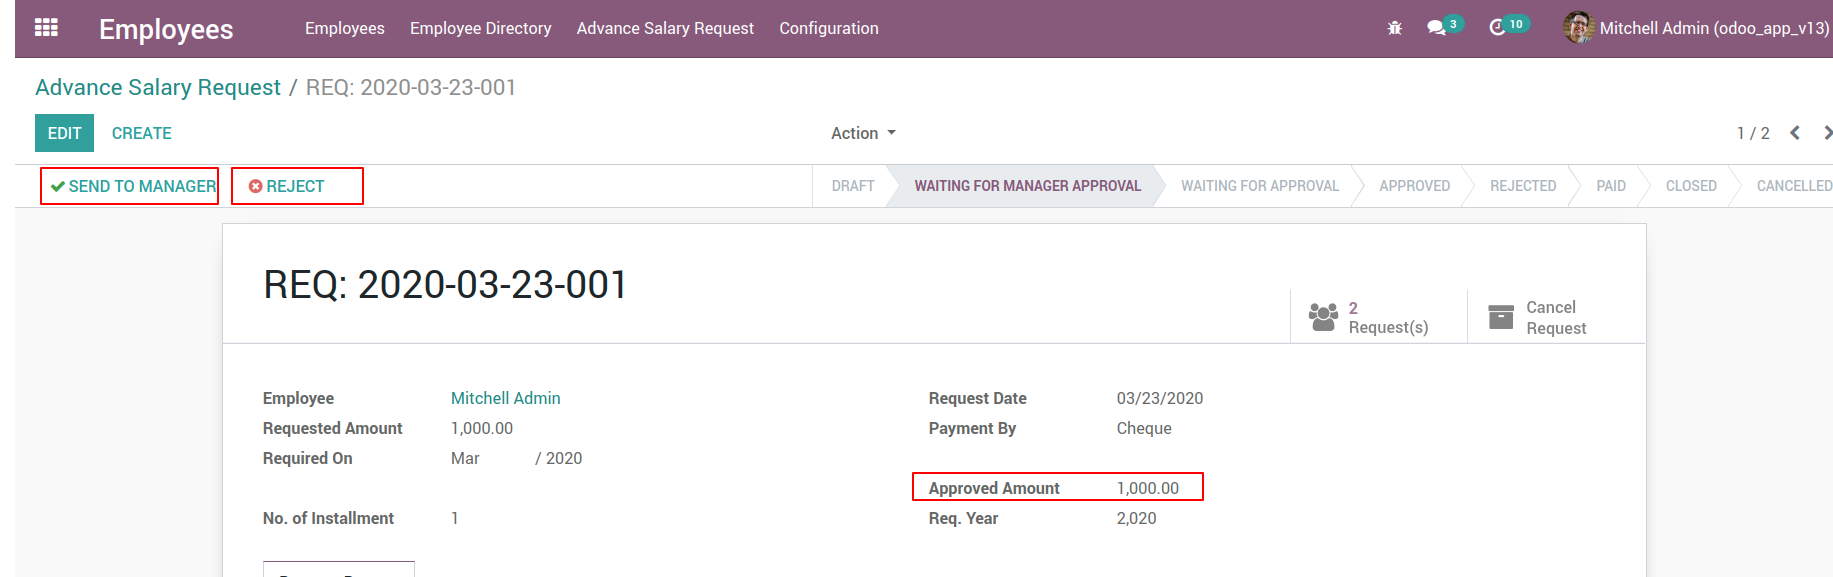 Employees Employees Employee Directory Advance Salary Request Configuration 3 10 Mitchell Admin (odoo_app_v13)
Advance Salary Request / REQ: 2020-03-23-001
EDIT CREATE Action 1 / 2
SEND TO MANAGER REJECT DRAFT WAITING FOR MANAGER APPROVAL WAITING FOR APPROVAL APPROVED REJECTED PAID CLOSED CANCELLED
REQ: 2020-03-23-001
2 Request(s) Cancel Request
Employee Mitchell Admin Request Date 03/23/2020
Requested Amount 1,000.00 Payment By Cheque
Required On Mar / 2020
Approved Amount 1,000.00
No. of Installment 1 Req. Year 2,020